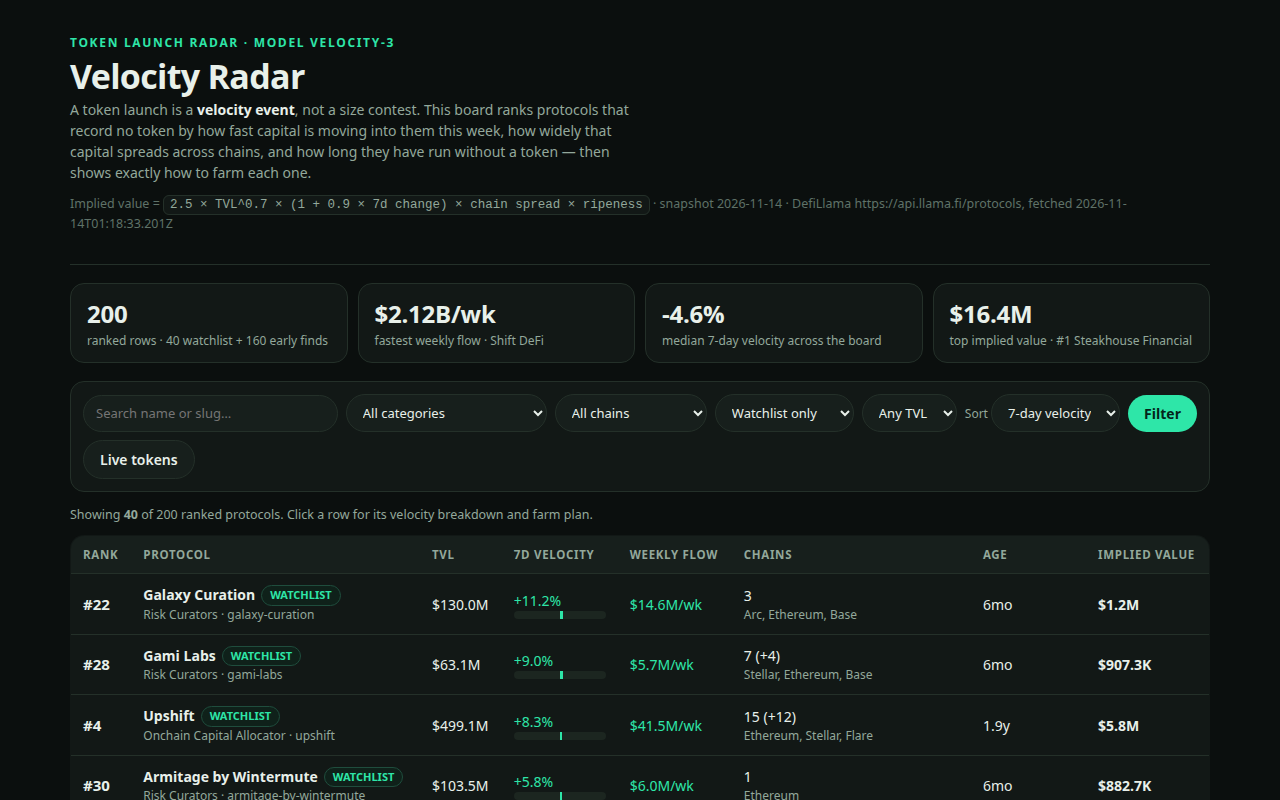 TOKEN LAUNCH RADAR · MODEL VELOCITY-3
Velocity Radar
A token launch is a velocity event, not a size contest. This board ranks protocols that
record no token by how fast capital is moving into them this week, how widely that
capital spreads across chains, and how long they have run without a token — then
shows exactly how to farm each one.
Implied value = 2.5 × TVL^0.7 × (1 + 0.9 × 7d change) × chain spread × ripeness · snapshot 2026-11-14 · DefiLlama https://api.llama.fi/protocols, fetched 2026-11-
14T01:18:33.201Z
200
ranked rows · 40 watchlist + 160 early finds
$2.12B/wk
fastest weekly flow · Shift DeFi
-4.6%
median 7-day velocity across the board
$16.4M
top implied value · #1 Steakhouse Financial
Search name or slug... All categories All chains Watchlist only Any TVL Sort 7-day velocity Filter
Live tokens
Showing 40 of 200 ranked protocols. Click a row for its velocity breakdown and farm plan.
RANK PROTOCOL TVL 7D VELOCITY WEEKLY FLOW CHAINS AGE IMPLIED VALUE
#22 Galaxy Curation WATCHLIST $130.0M +11.2% $14.6M/wk 3 6mo $1.2M
Risk Curators · galaxy-curation Arc, Ethereum, Base
#28 Gami Labs WATCHLIST $63.1M +9.0% $5.7M/wk 7 (+4) 6mo $907.3K
Risk Curators · gami-labs Stellar, Ethereum, Base
#4 Upshift WATCHLIST $499.1M +8.3% $41.5M/wk 15 (+12) 1.9y $5.8M
Onchain Capital Allocator · upshift Ethereum, Stellar, Flare
#30 Armitage by Wintermute WATCHLIST $103.5M +5.8% $6.0M/wk 1 6mo $882.7K
Risk Curators · armitage-by-wintermute Ethereum